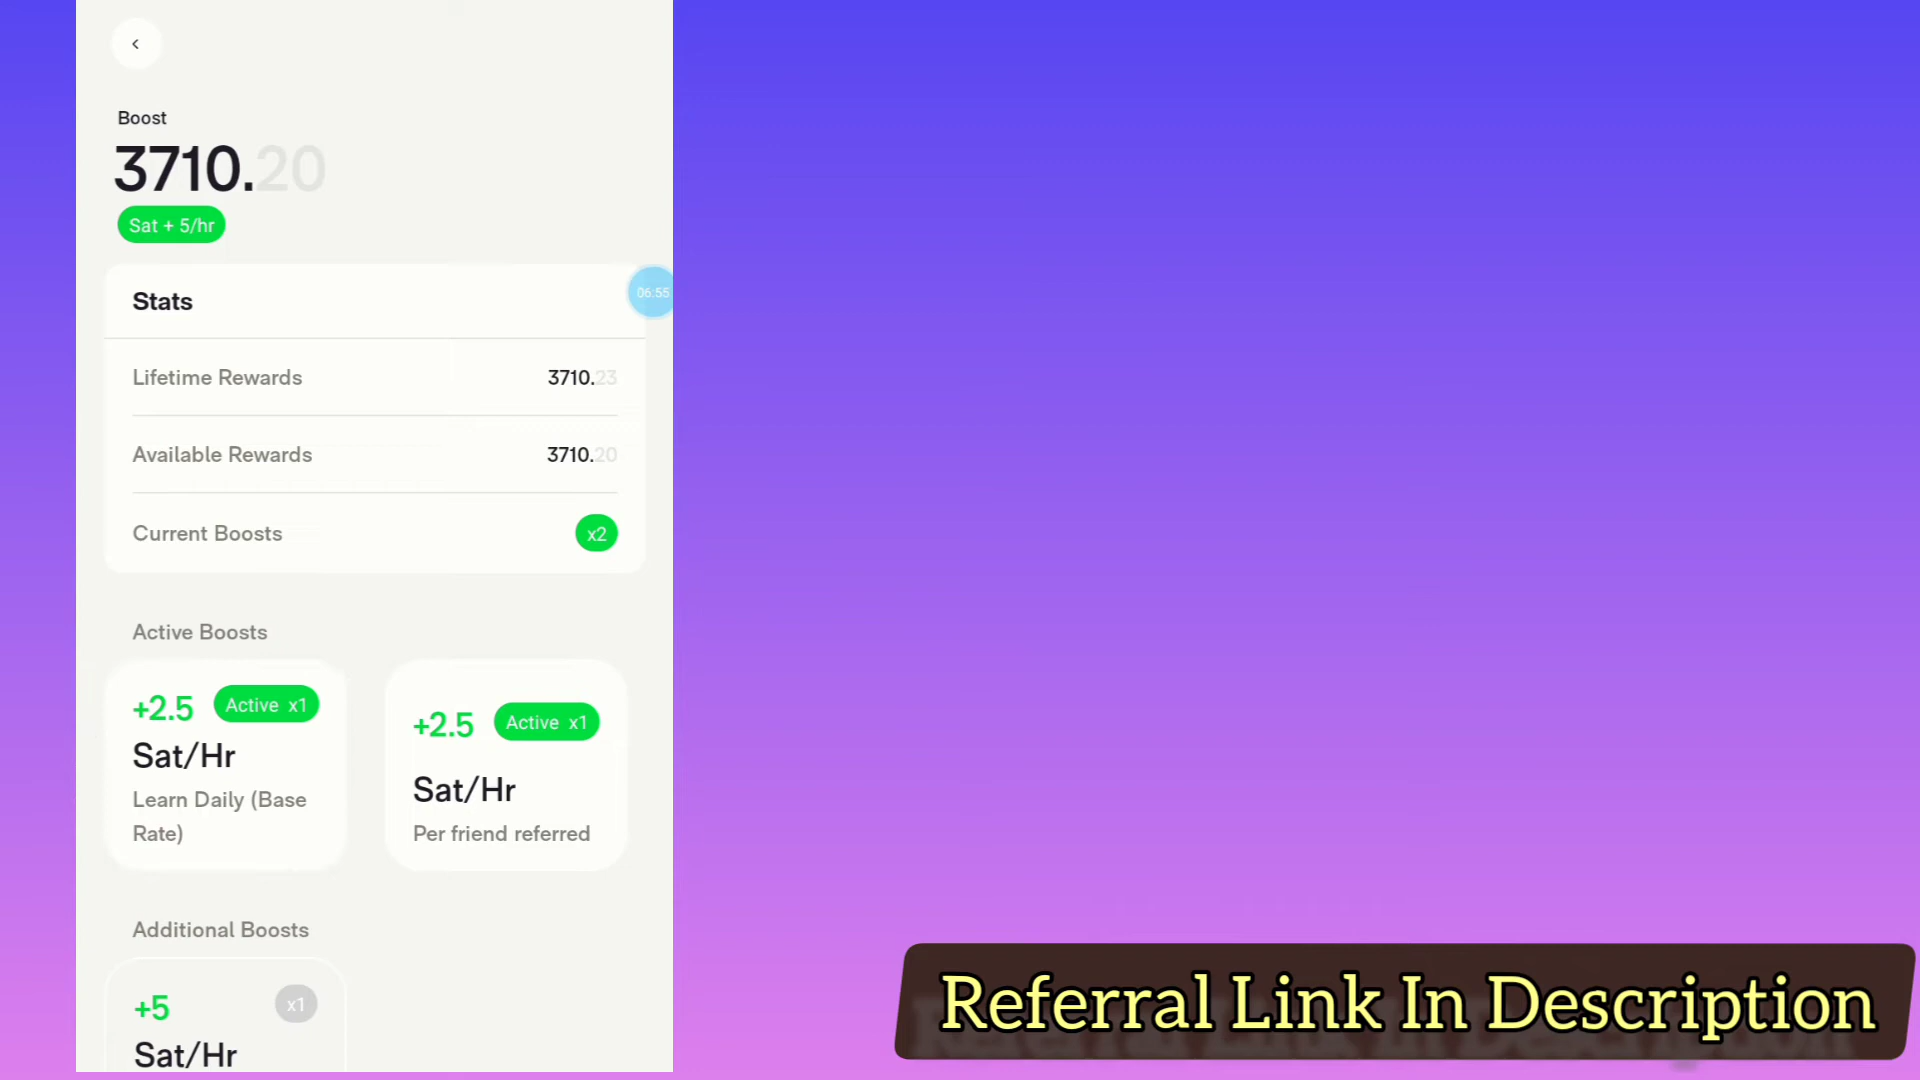 Boost
3710.20
Sat + 5/hr
06:55
Stats
Lifetime Rewards 3710.23
Available Rewards 3710.20
Current Boosts x2
Active Boosts
+2.5 Active x1
Sat/Hr
Learn Daily (Base
Rate)
+2.5 Active x1
Sat/Hr
Per friend referred
Additional Boosts
+5 x1
Sat/Hr
Referral Link In Description